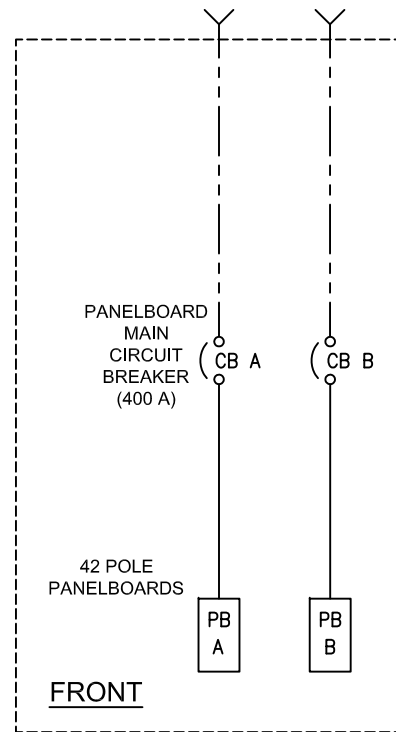 PANELBOARD
MAIN
CIRCUIT
BREAKER
(400 A)
CB A
CB B
42 POLE
PANELBOARDS
PB
A
PB
B
FRONT